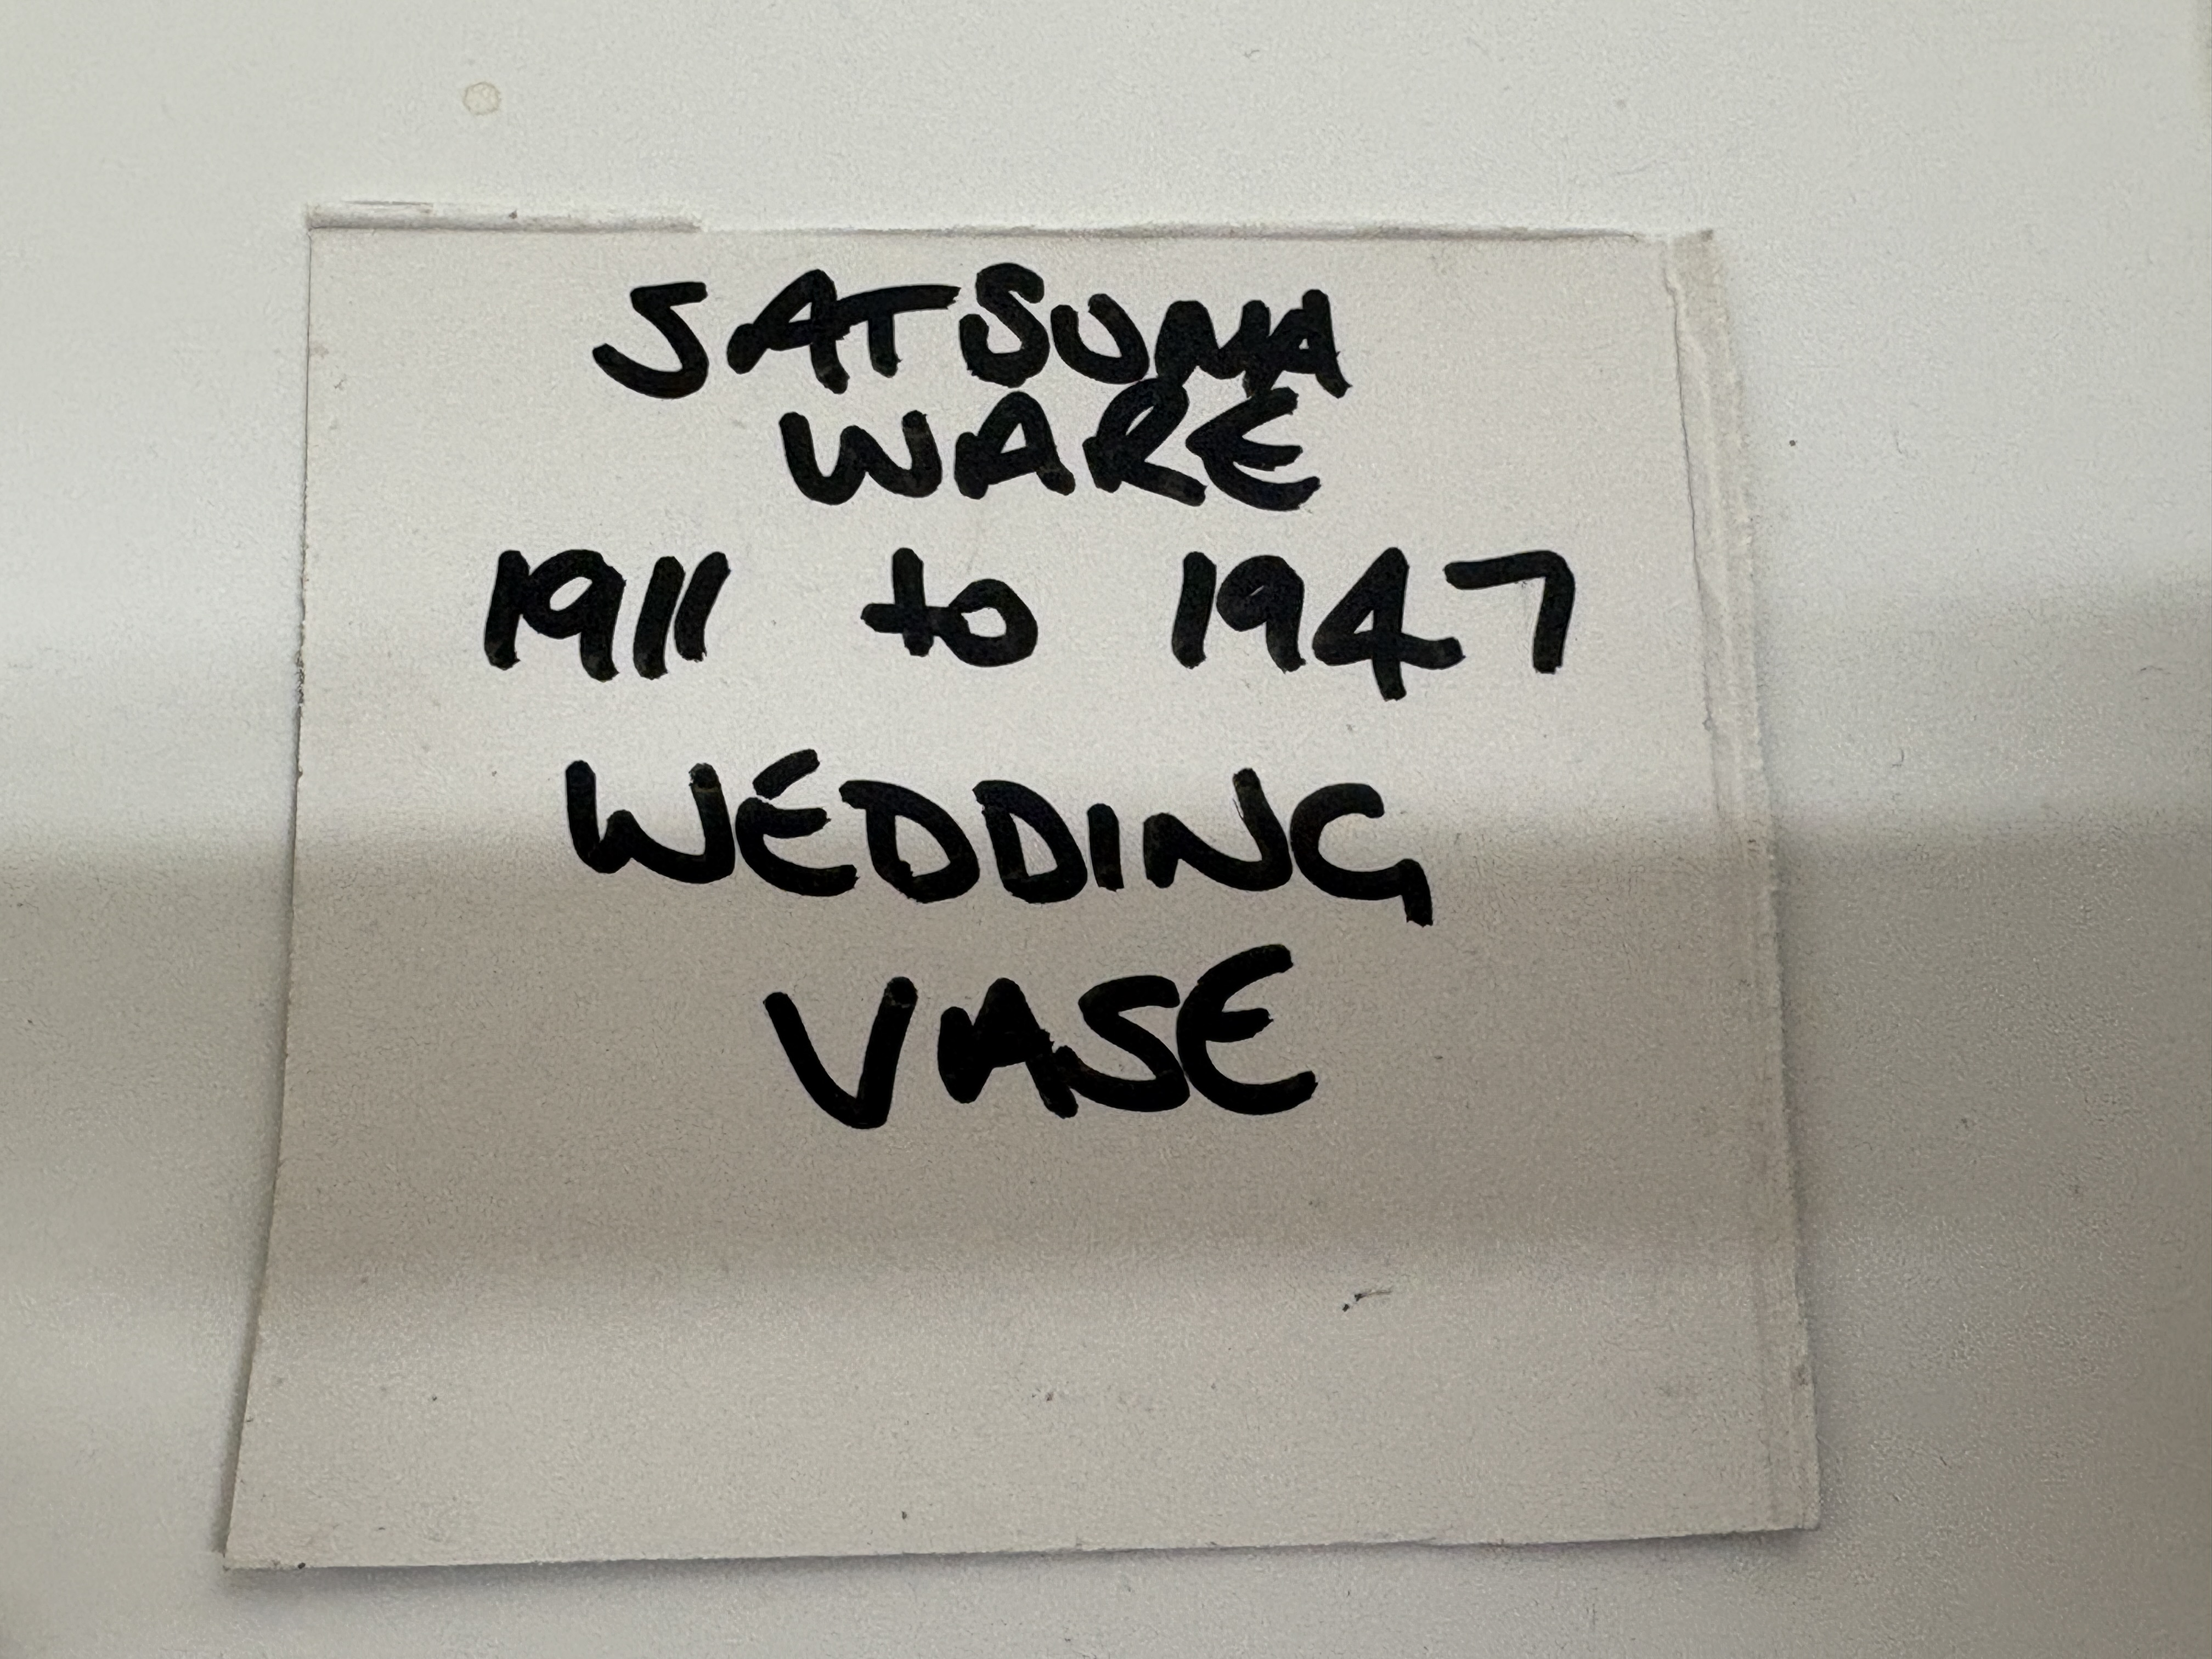 SATSUMA
WARE
1911 to 1947
WEDDING
VASE